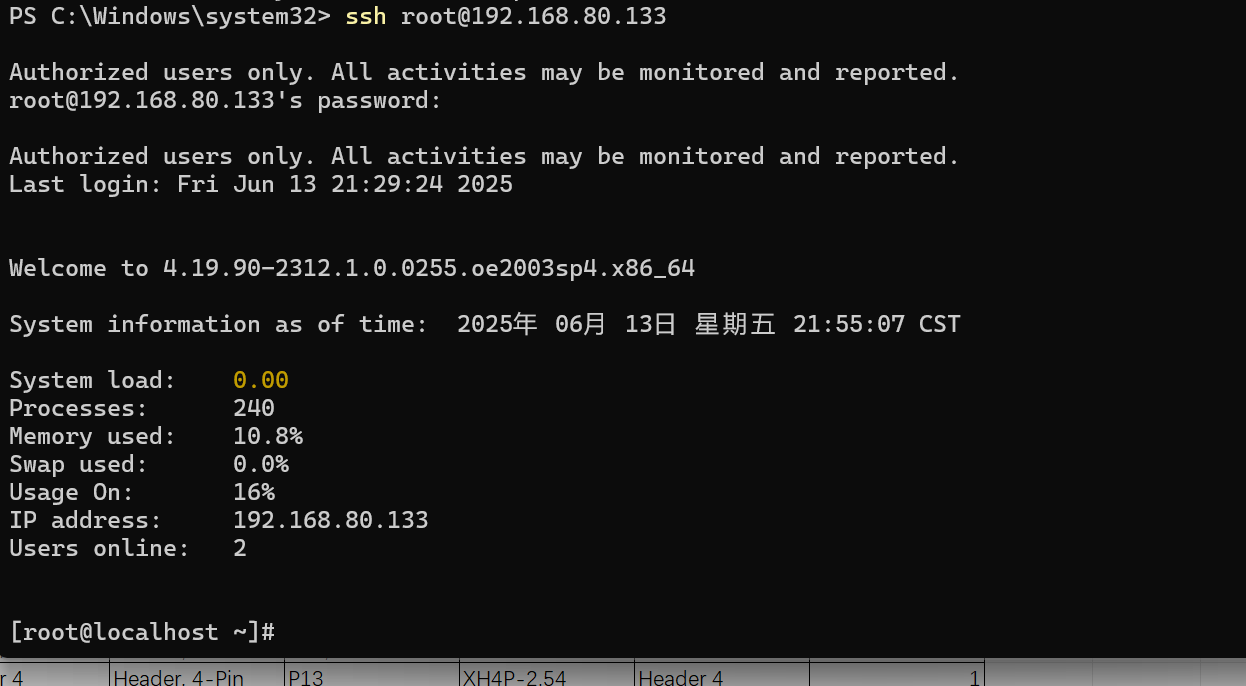 PS C:\Windows\system32> ssh root@192.168.80.133
Authorized users only. All activities may be monitored and reported.
root@192.168.80.133's password:
Authorized users only. All activities may be monitored and reported.
Last login: Fri Jun 13 21:29:24 2025
Welcome to 4.19.90-2312.1.0.0255.oe2003sp4.x86_64
System information as of time:  2025年 06月 13日 星期五 21:55:07 CST
System load:    0.00
Processes:      240
Memory used:    10.8%
Swap used:      0.0%
Usage On:       16%
IP address:     192.168.80.133
Users online:   2
[root@localhost ~]#
r 4 Header, 4-Pin P13 XH4P-2.54 Header 4 1